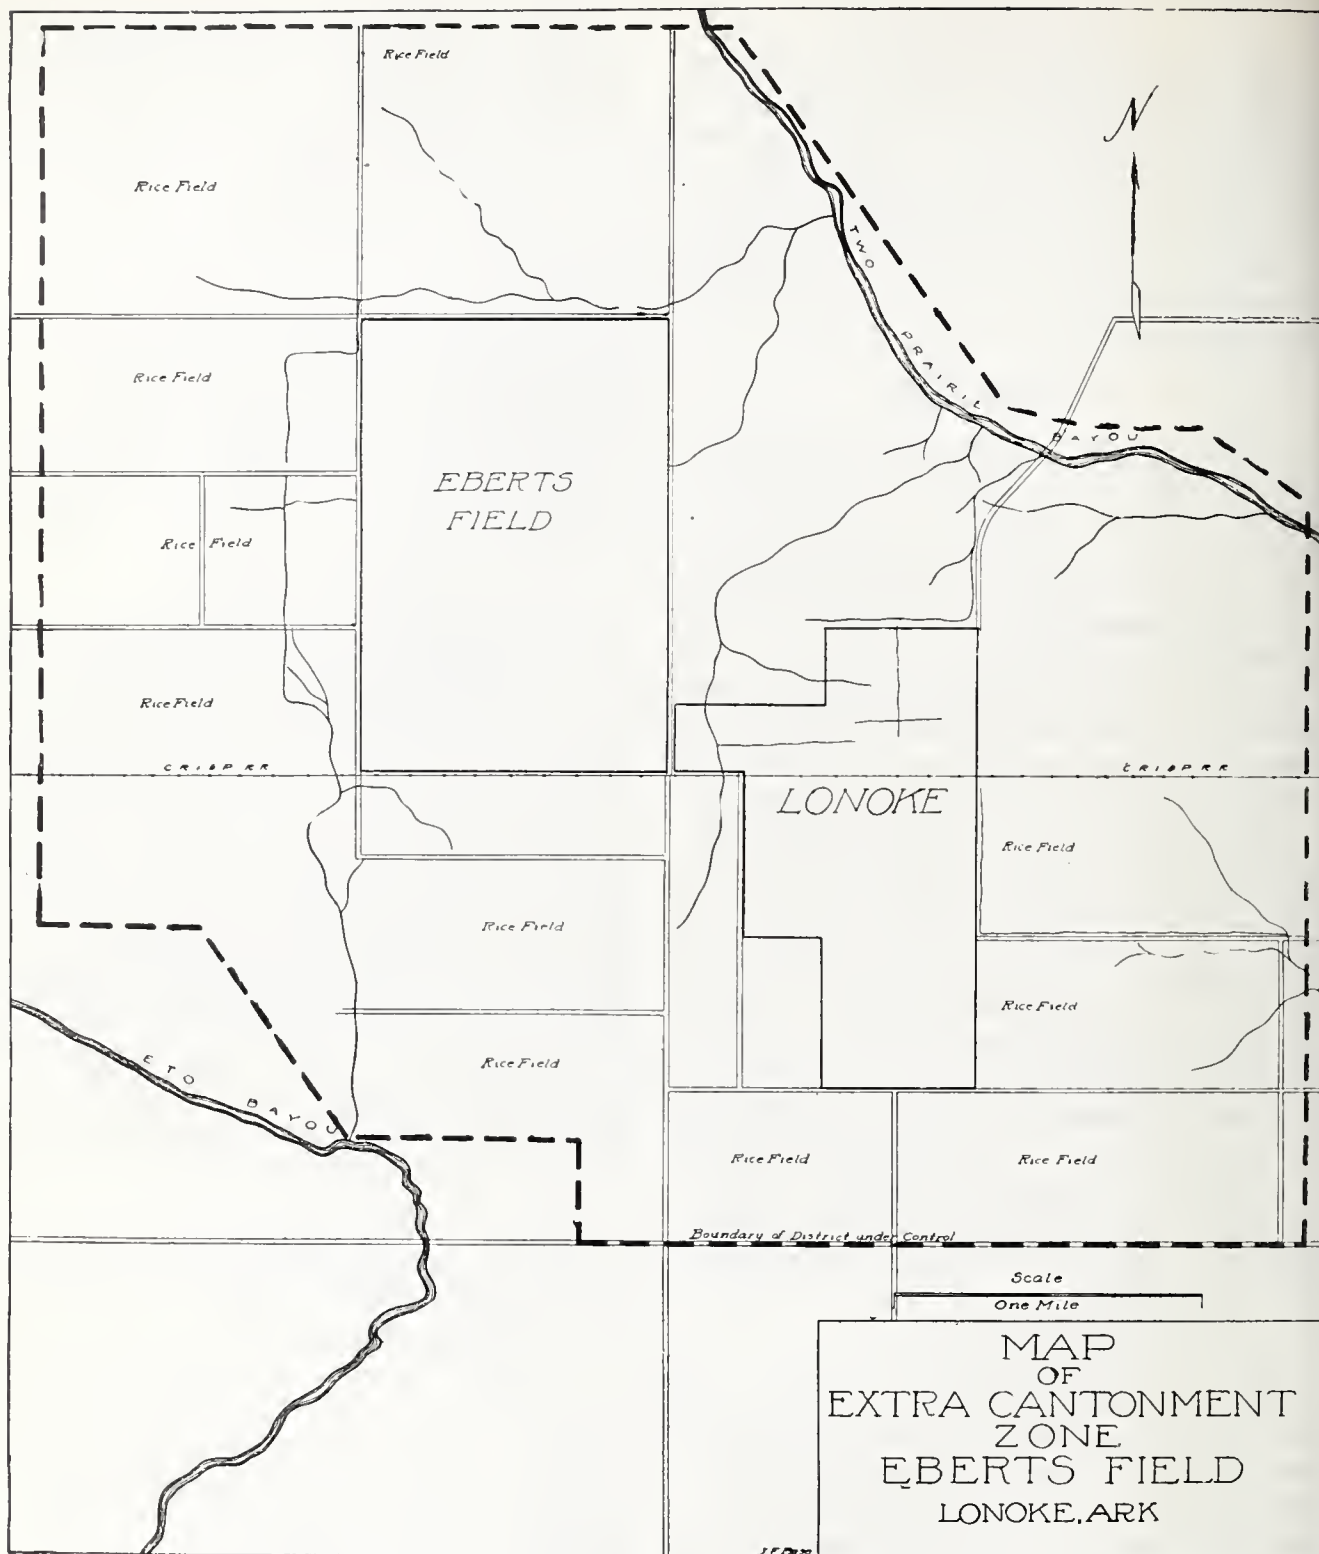 Rice Field
N
Rice Field
TWO PRAIRIE BAYOU
Rice Field
EBERTS
FIELD
Rice Field
Rice Field
C R I & P R R
C R I & P R R
LONOKE
Rice Field
Rice Field
Rice Field
ETO BAYOU
Rice Field
Rice Field
Rice Field
Boundary of District under Control
Scale
One Mile
MAP
OF
EXTRA CANTONMENT
ZONE
EBERTS FIELD
LONOKE, ARK